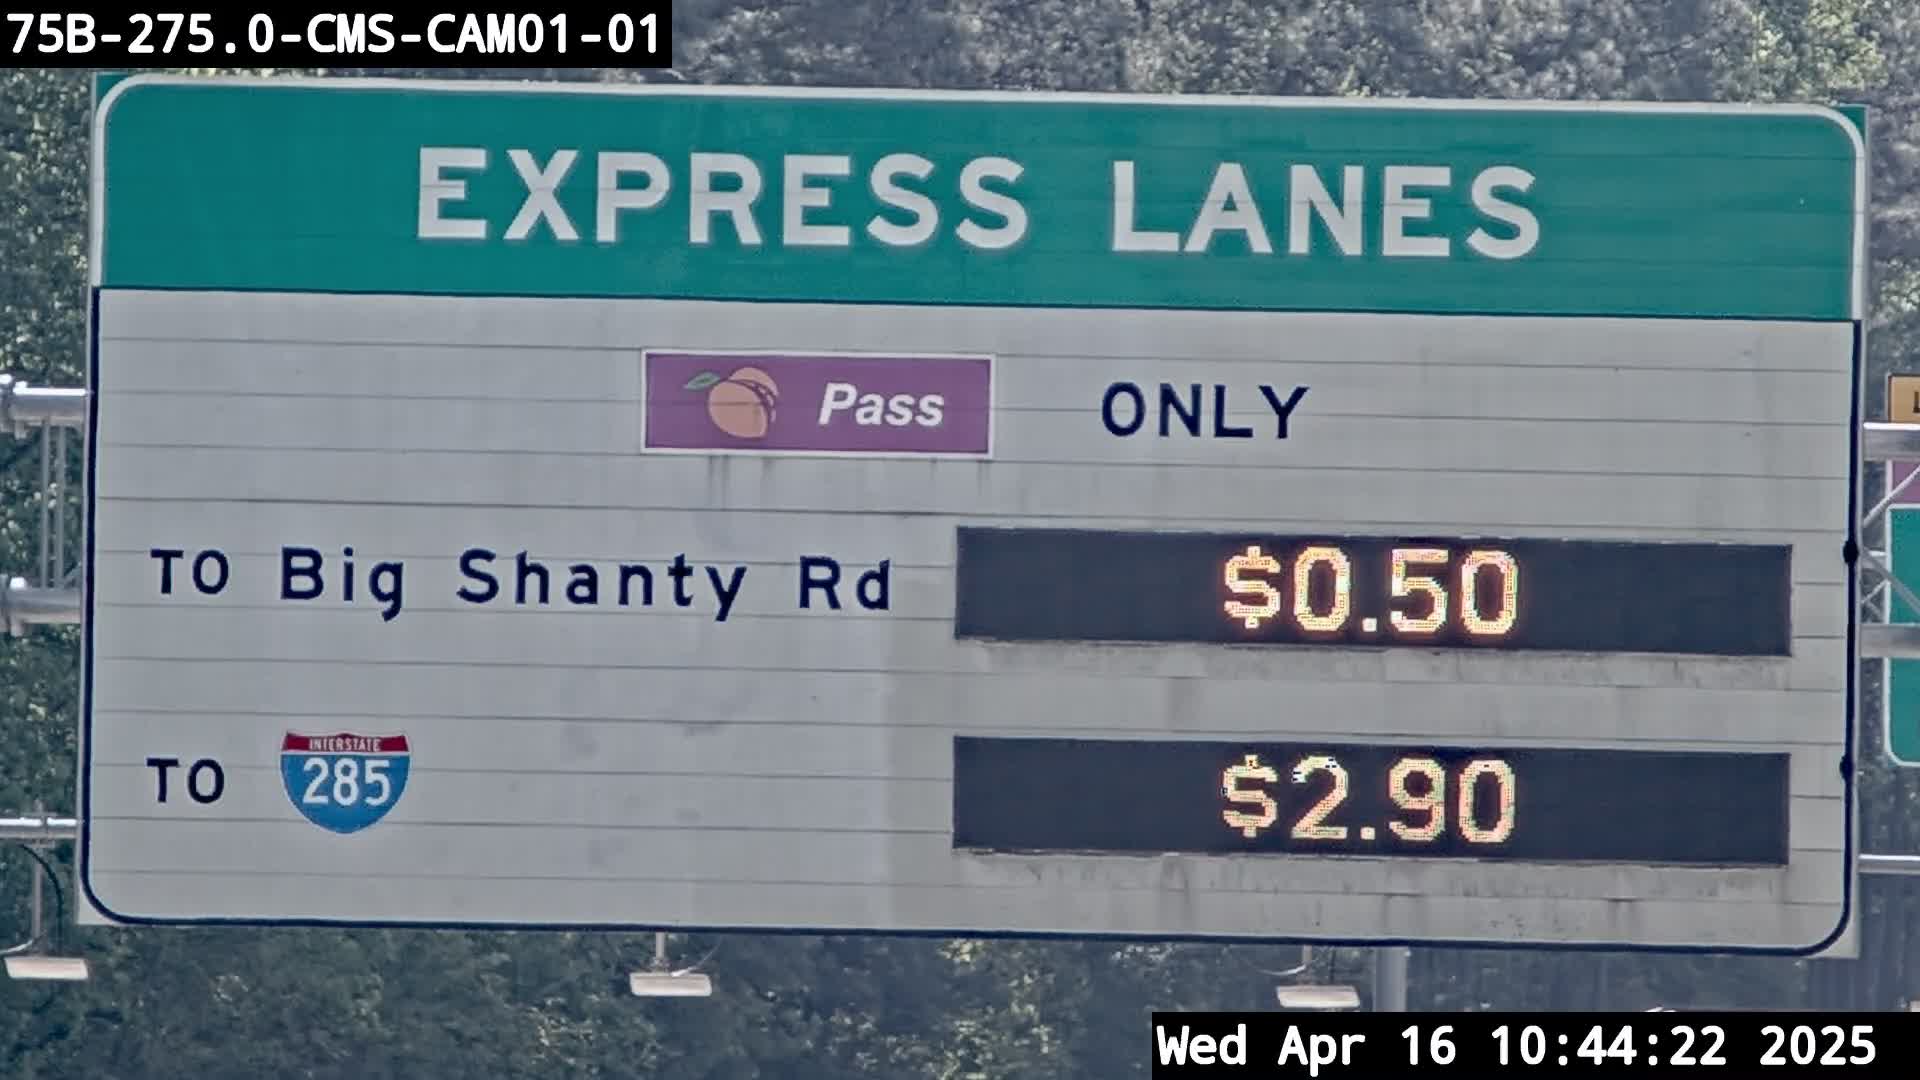 75B-275.0-CMS-CAM01-01
EXPRESS LANES
Pass ONLY
TO Big Shanty Rd $0.50
TO INTERSTATE 285 $2.90
Wed Apr 16 10:44:22 2025